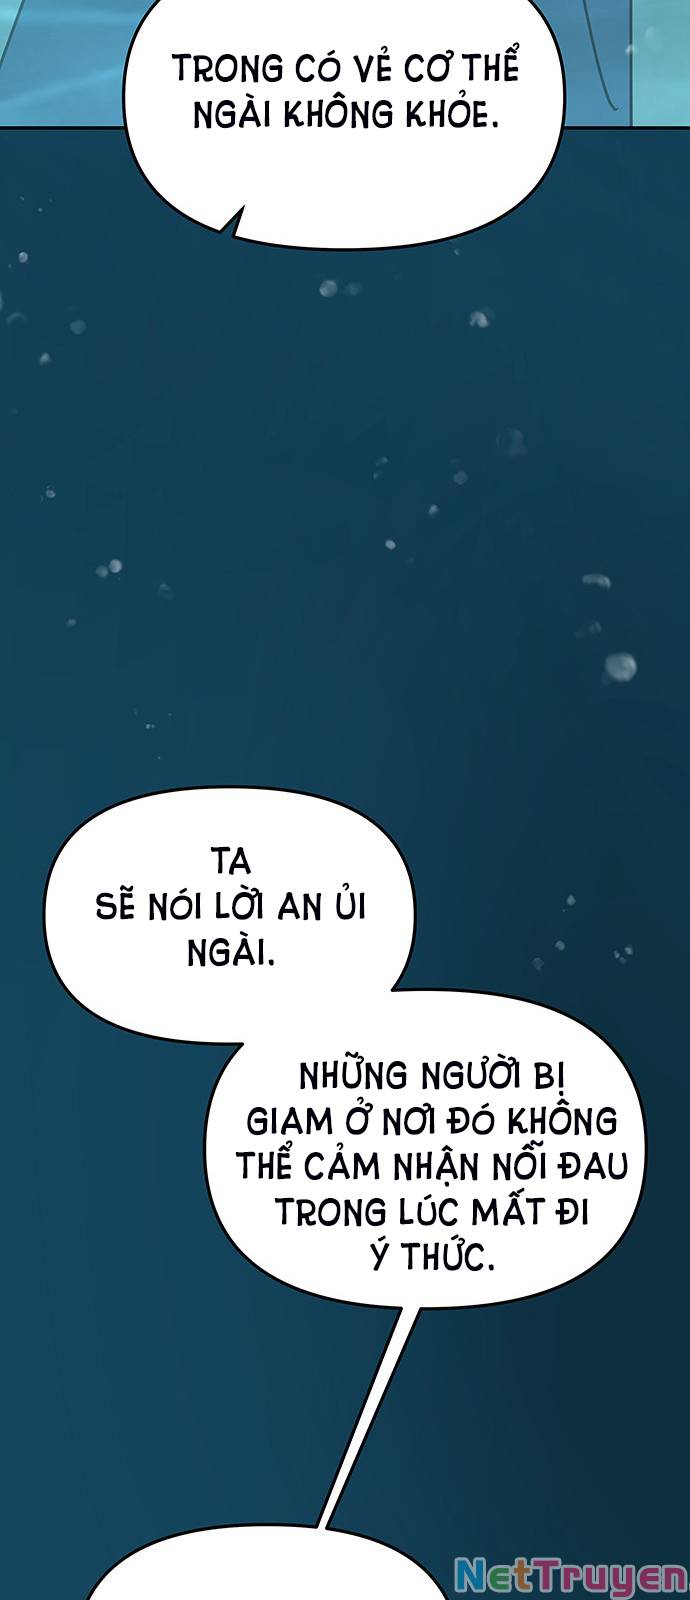 TRONG CÓ VẺ CƠ THỂ
NGÀI KHÔNG KHỎE.
TA
SẼ NÓI LỜI AN ỦI
NGÀI.
NHỮNG NGƯỜI BỊ
GIAM Ở NƠI ĐÓ KHÔNG
THỂ CẢM NHẬN NỖI ĐAU
TRONG LÚC MẤT ĐI
Ý THỨC.
NetTruyen